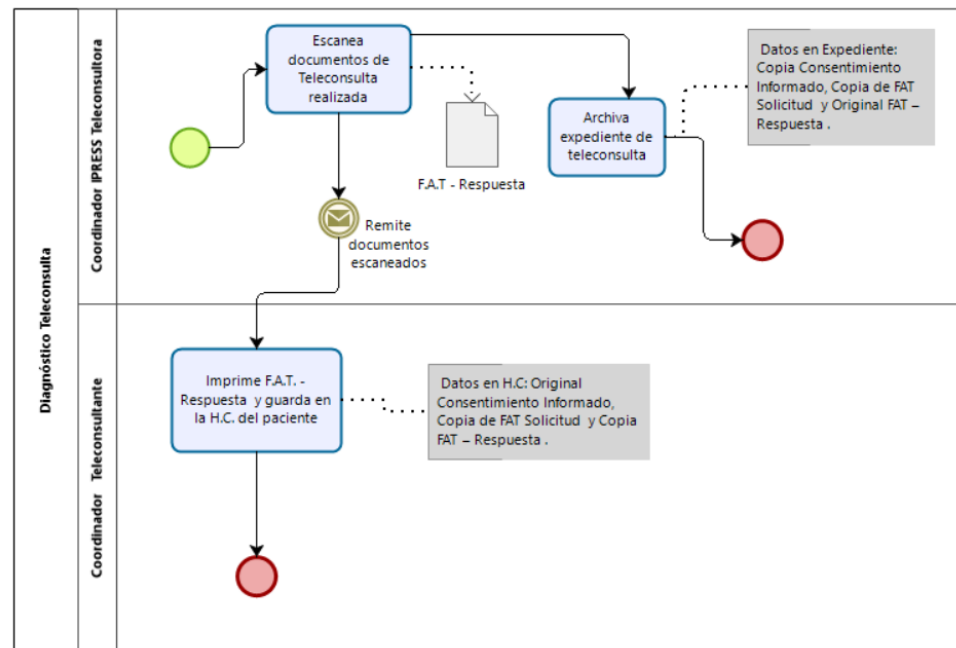 Diagnóstico Teleconsulta
Coordinador IPRESS Teleconsultora
Escanea
documentos de
Teleconsulta
realizada
F.A.T - Respuesta
Archiva
expediente de
teleconsulta
Datos en Expediente:
Copia Consentimiento
Informado, Copia de FAT
Solicitud y Original FAT –
Respuesta .
Remite
documentos
escaneados
Coordinador Teleconsultante
Imprime F.A.T. -
Respuesta y guarda en
la H.C. del paciente
Datos en H.C: Original
Consentimiento Informado,
Copia de FAT Solicitud y Copia
FAT – Respuesta .